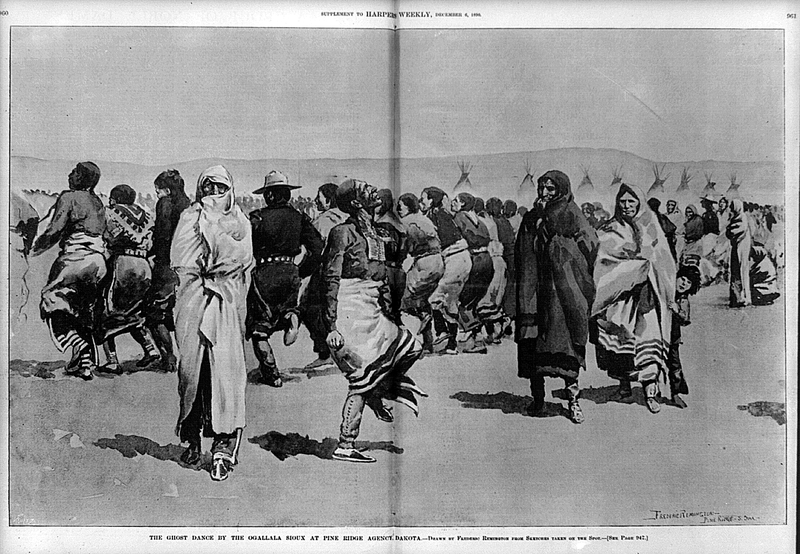 960
SUPPLEMENT TO HARPER'S WEEKLY, DECEMBER 6, 1890.
961
FREDERIC REMINGTON
PINE RIDGE
THE GHOST DANCE BY THE OGALLALA SIOUX AT PINE RIDGE AGENCY, DAKOTA.—DRAWN BY FREDERIC REMINGTON FROM SKETCHES TAKEN ON THE SPOT.—[SEE PAGE 947.]